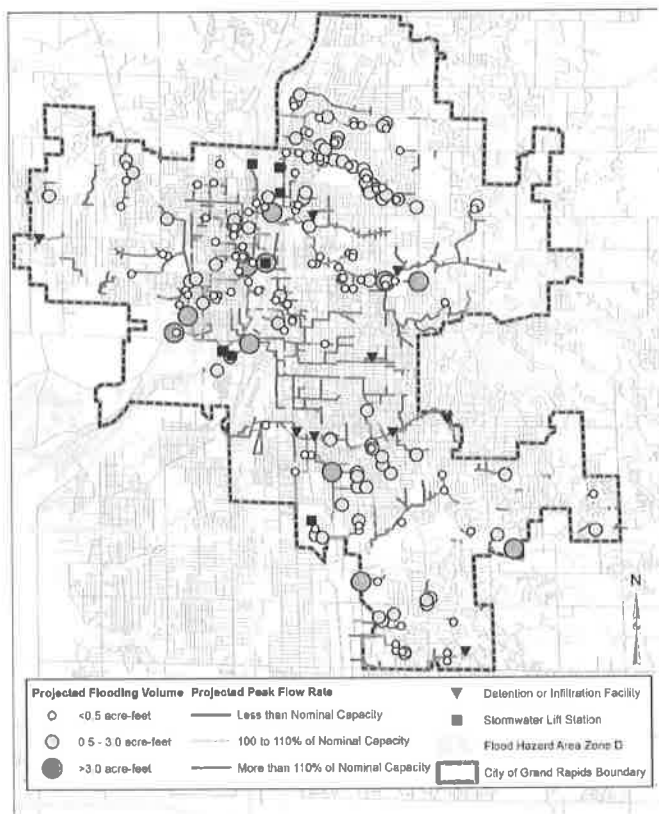 N
Projected Flooding Volume Projected Peak Flow Rate
<0.5 acre-feet
0.5 - 3.0 acre-feet
>3.0 acre-feet
Less than Nominal Capacity
100 to 110% of Nominal Capacity
More than 110% of Nominal Capacity
Detention or Infiltration Facility
Stormwater Lift Station
Flood Hazard Area Zone D
City of Grand Rapids Boundary